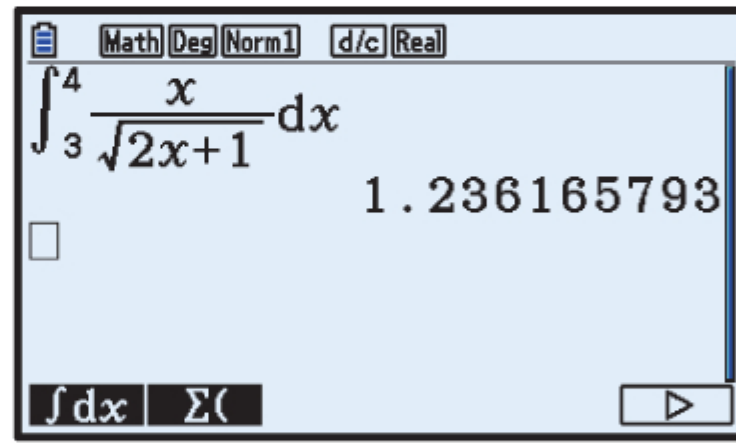 Math Deg Norm1 d/c Real
∫₃⁴ x/√(2x+1) dx
1.236165793
∫dx Σ(